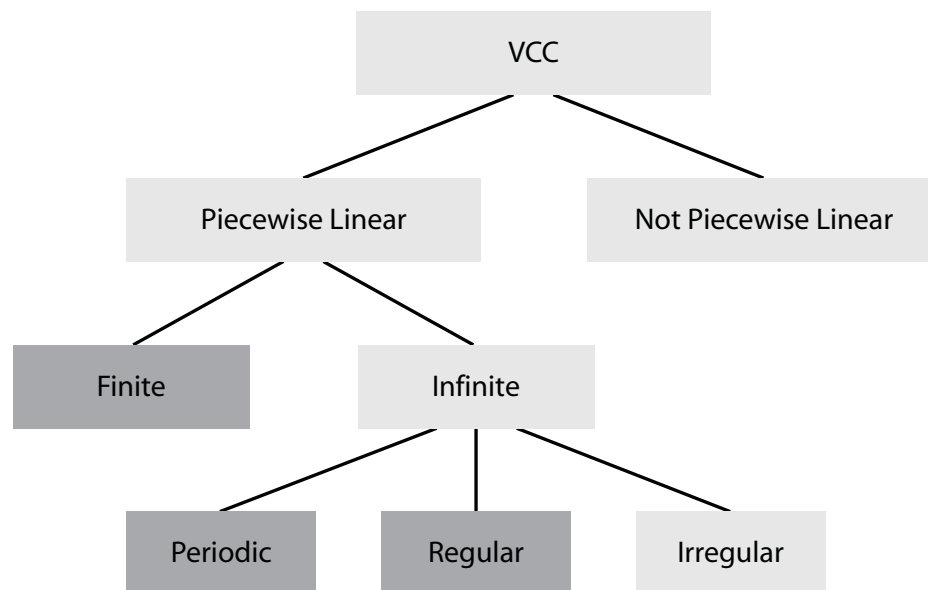 VCC
Piecewise Linear
Not Piecewise Linear
Finite
Infinite
Periodic
Regular
Irregular